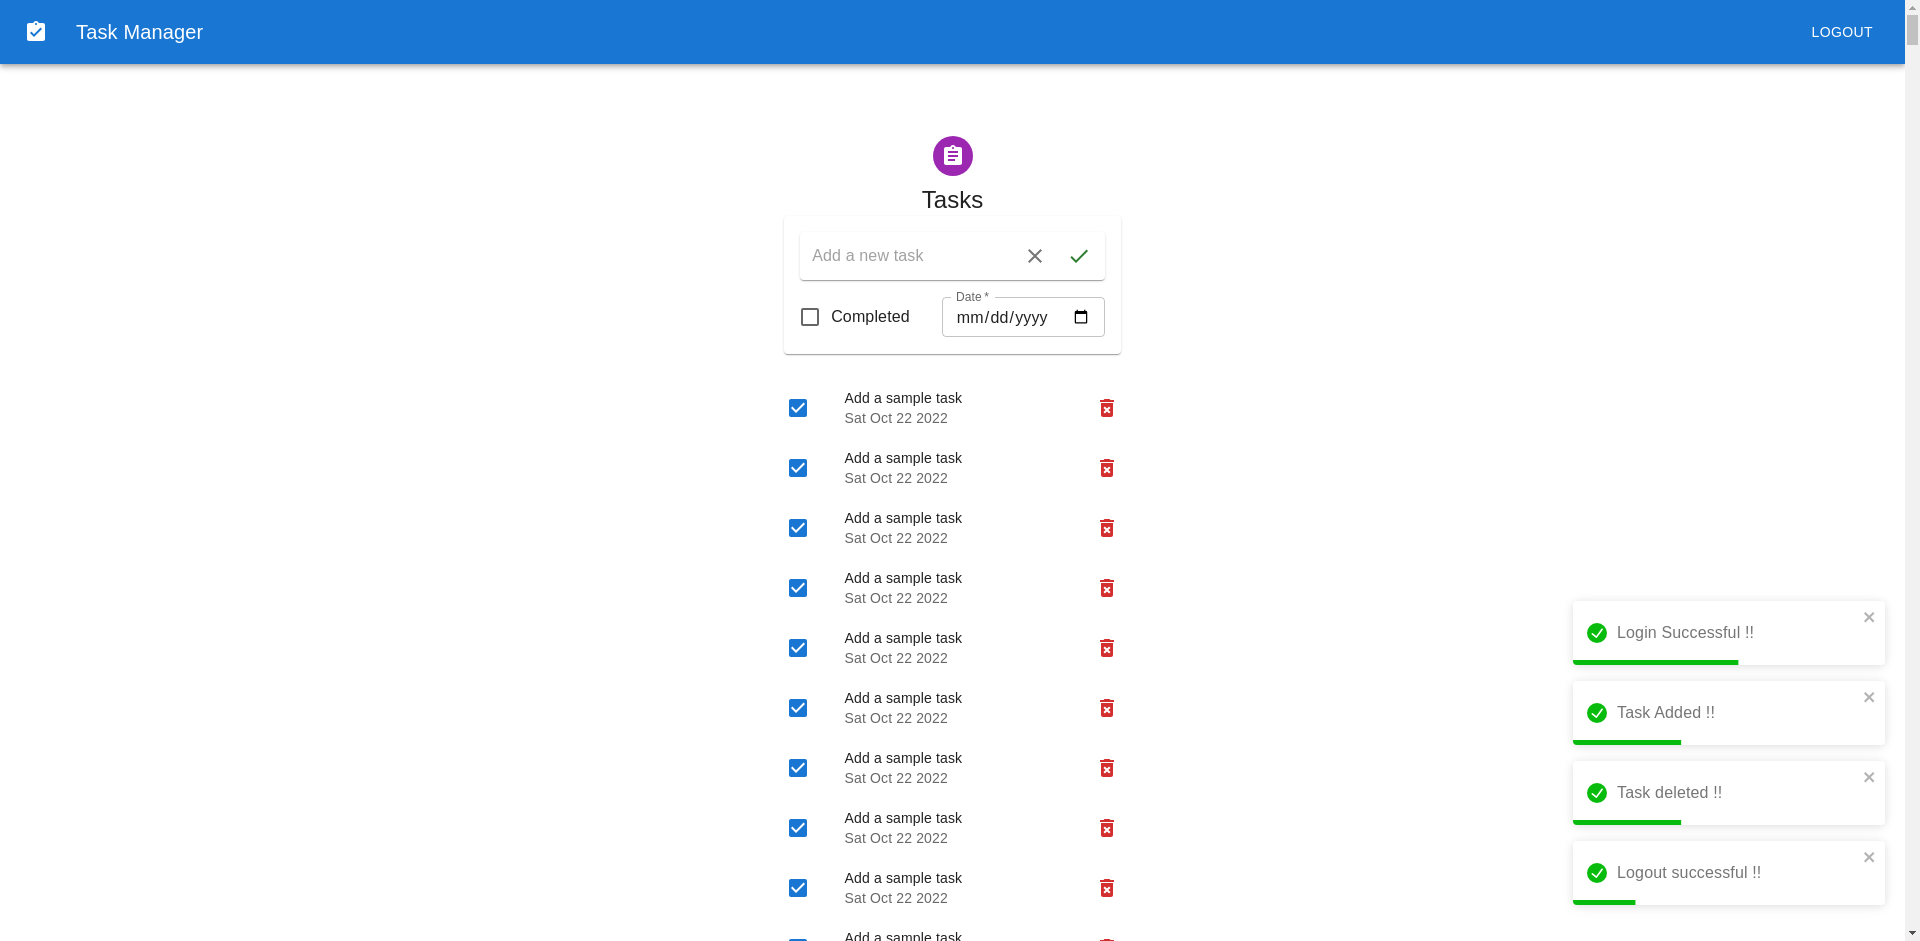 Task Manager
LOGOUT
Tasks
Add a new task
Completed
Date *
mm/dd/yyyy
Add a sample task
Sat Oct 22 2022
Add a sample task
Sat Oct 22 2022
Add a sample task
Sat Oct 22 2022
Add a sample task
Sat Oct 22 2022
Add a sample task
Sat Oct 22 2022
Add a sample task
Sat Oct 22 2022
Add a sample task
Sat Oct 22 2022
Add a sample task
Sat Oct 22 2022
Add a sample task
Sat Oct 22 2022
Add a sample task
Login Successful !!
Task Added !!
Task deleted !!
Logout successful !!